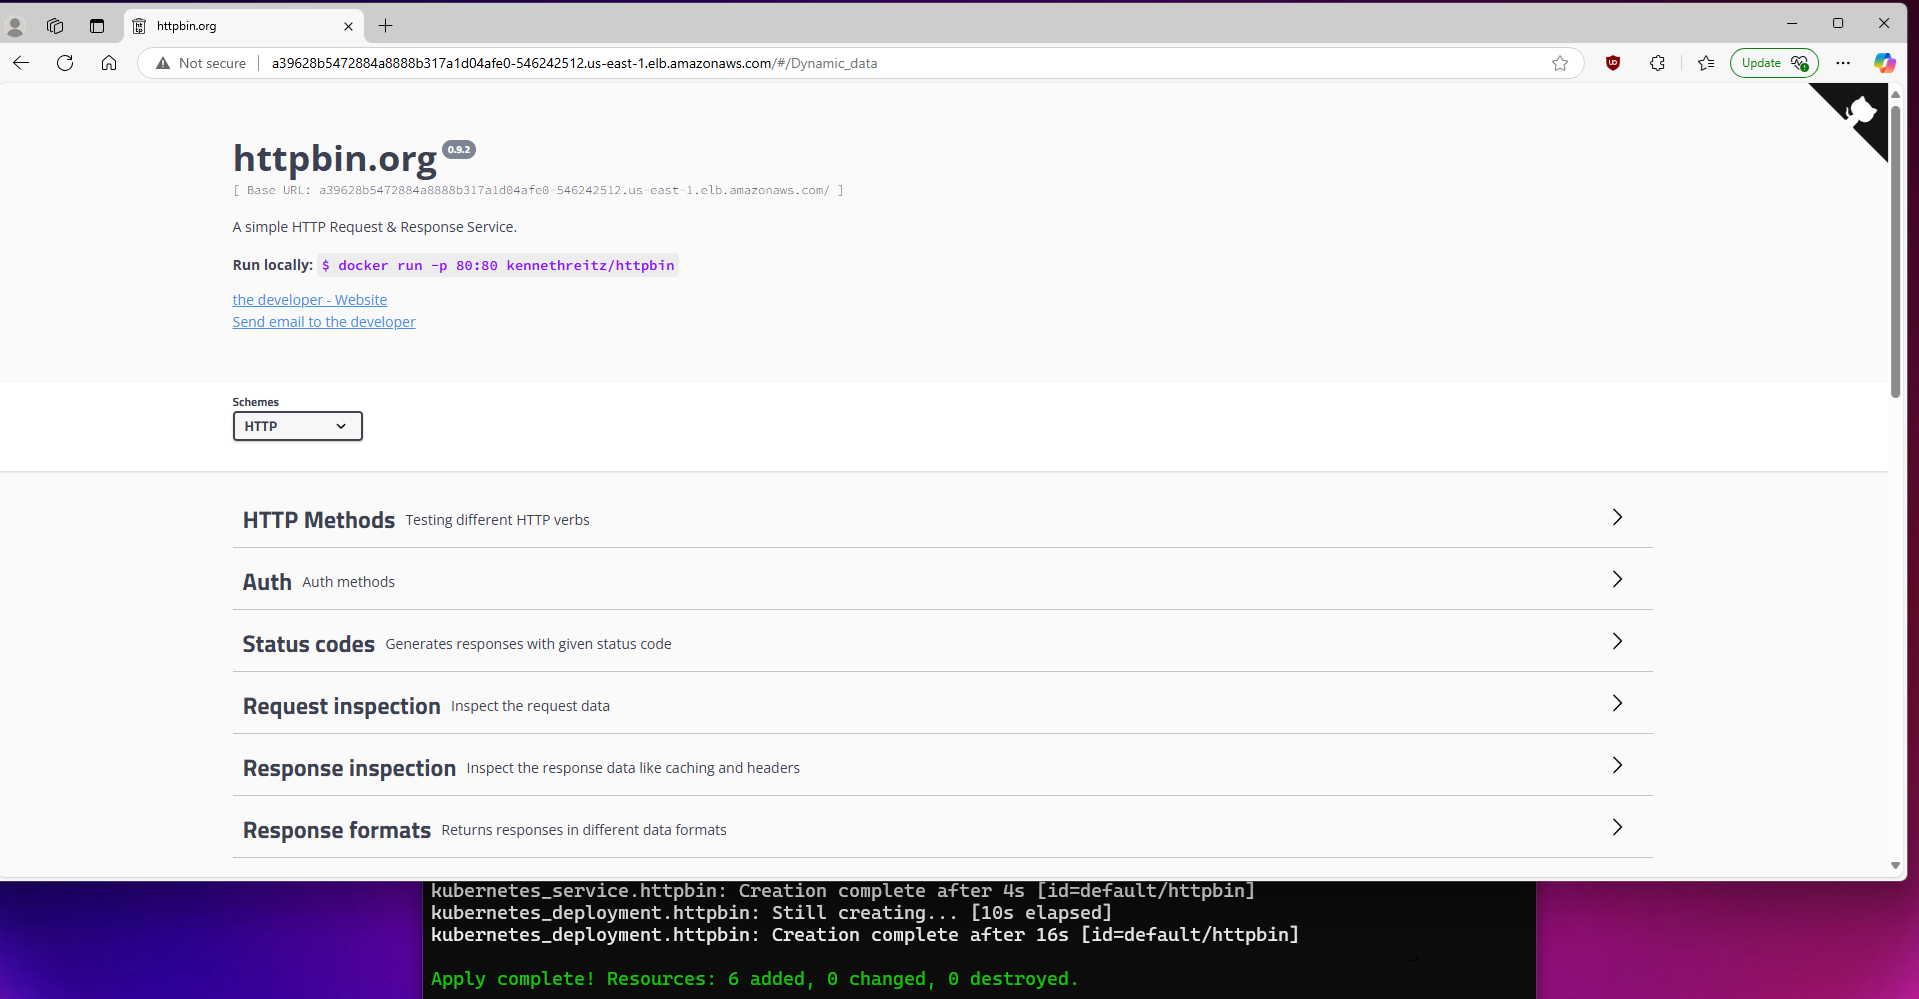 httpbin.org
Not secure
a39628b5472884a8888b317a1d04afe0-546242512.us-east-1.elb.amazonaws.com/#/Dynamic_data
Update
httpbin.org 0.9.2
[ Base URL: a39628b5472884a8888b317a1d04afe0-546242512.us-east-1.elb.amazonaws.com/ ]
A simple HTTP Request & Response Service.
Run locally: $ docker run -p 80:80 kennethreitz/httpbin
the developer - Website
Send email to the developer
Schemes
HTTP
HTTP Methods Testing different HTTP verbs
Auth Auth methods
Status codes Generates responses with given status code
Request inspection Inspect the request data
Response inspection Inspect the response data like caching and headers
Response formats Returns responses in different data formats
kubernetes_service.httpbin: Creation complete after 4s [id=default/httpbin]
kubernetes_deployment.httpbin: Still creating... [10s elapsed]
kubernetes_deployment.httpbin: Creation complete after 16s [id=default/httpbin]
Apply complete! Resources: 6 added, 0 changed, 0 destroyed.